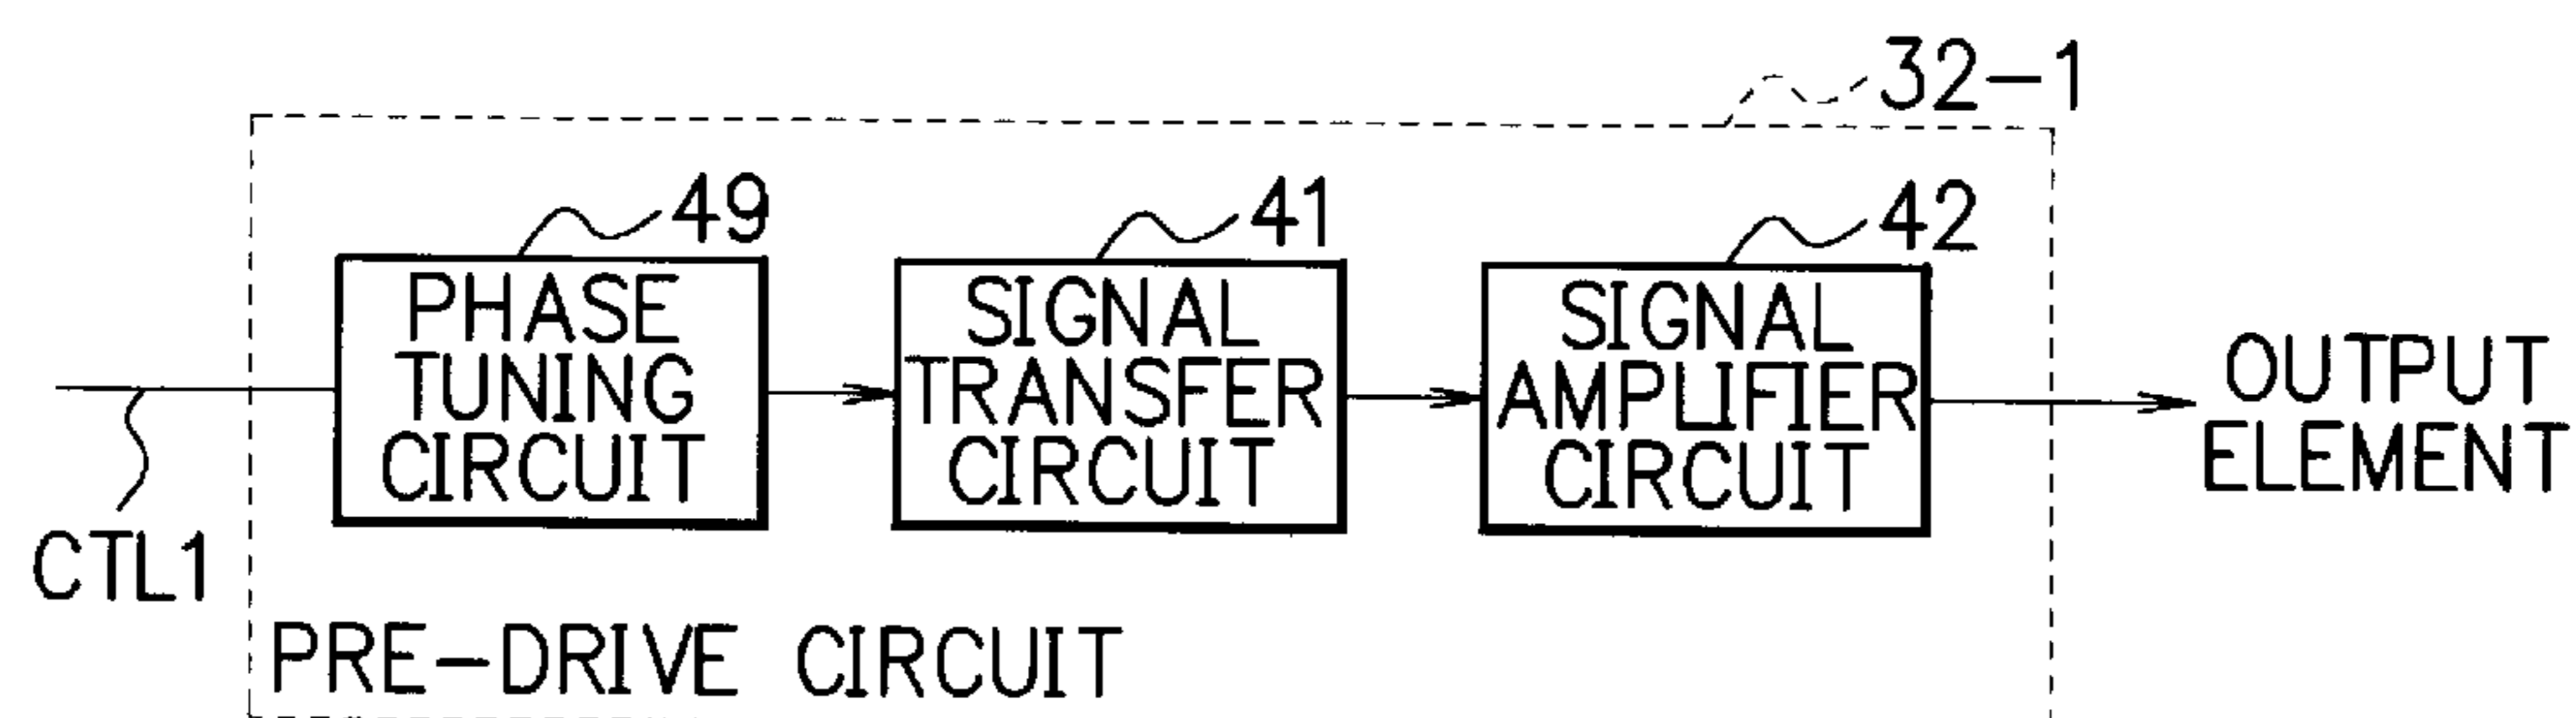 32-1
49
41
42
PHASE
TUNING
CIRCUIT
SIGNAL
TRANSFER
CIRCUIT
SIGNAL
AMPLIFIER
CIRCUIT
OUTPUT
ELEMENT
CTL1
PRE-DRIVE CIRCUIT